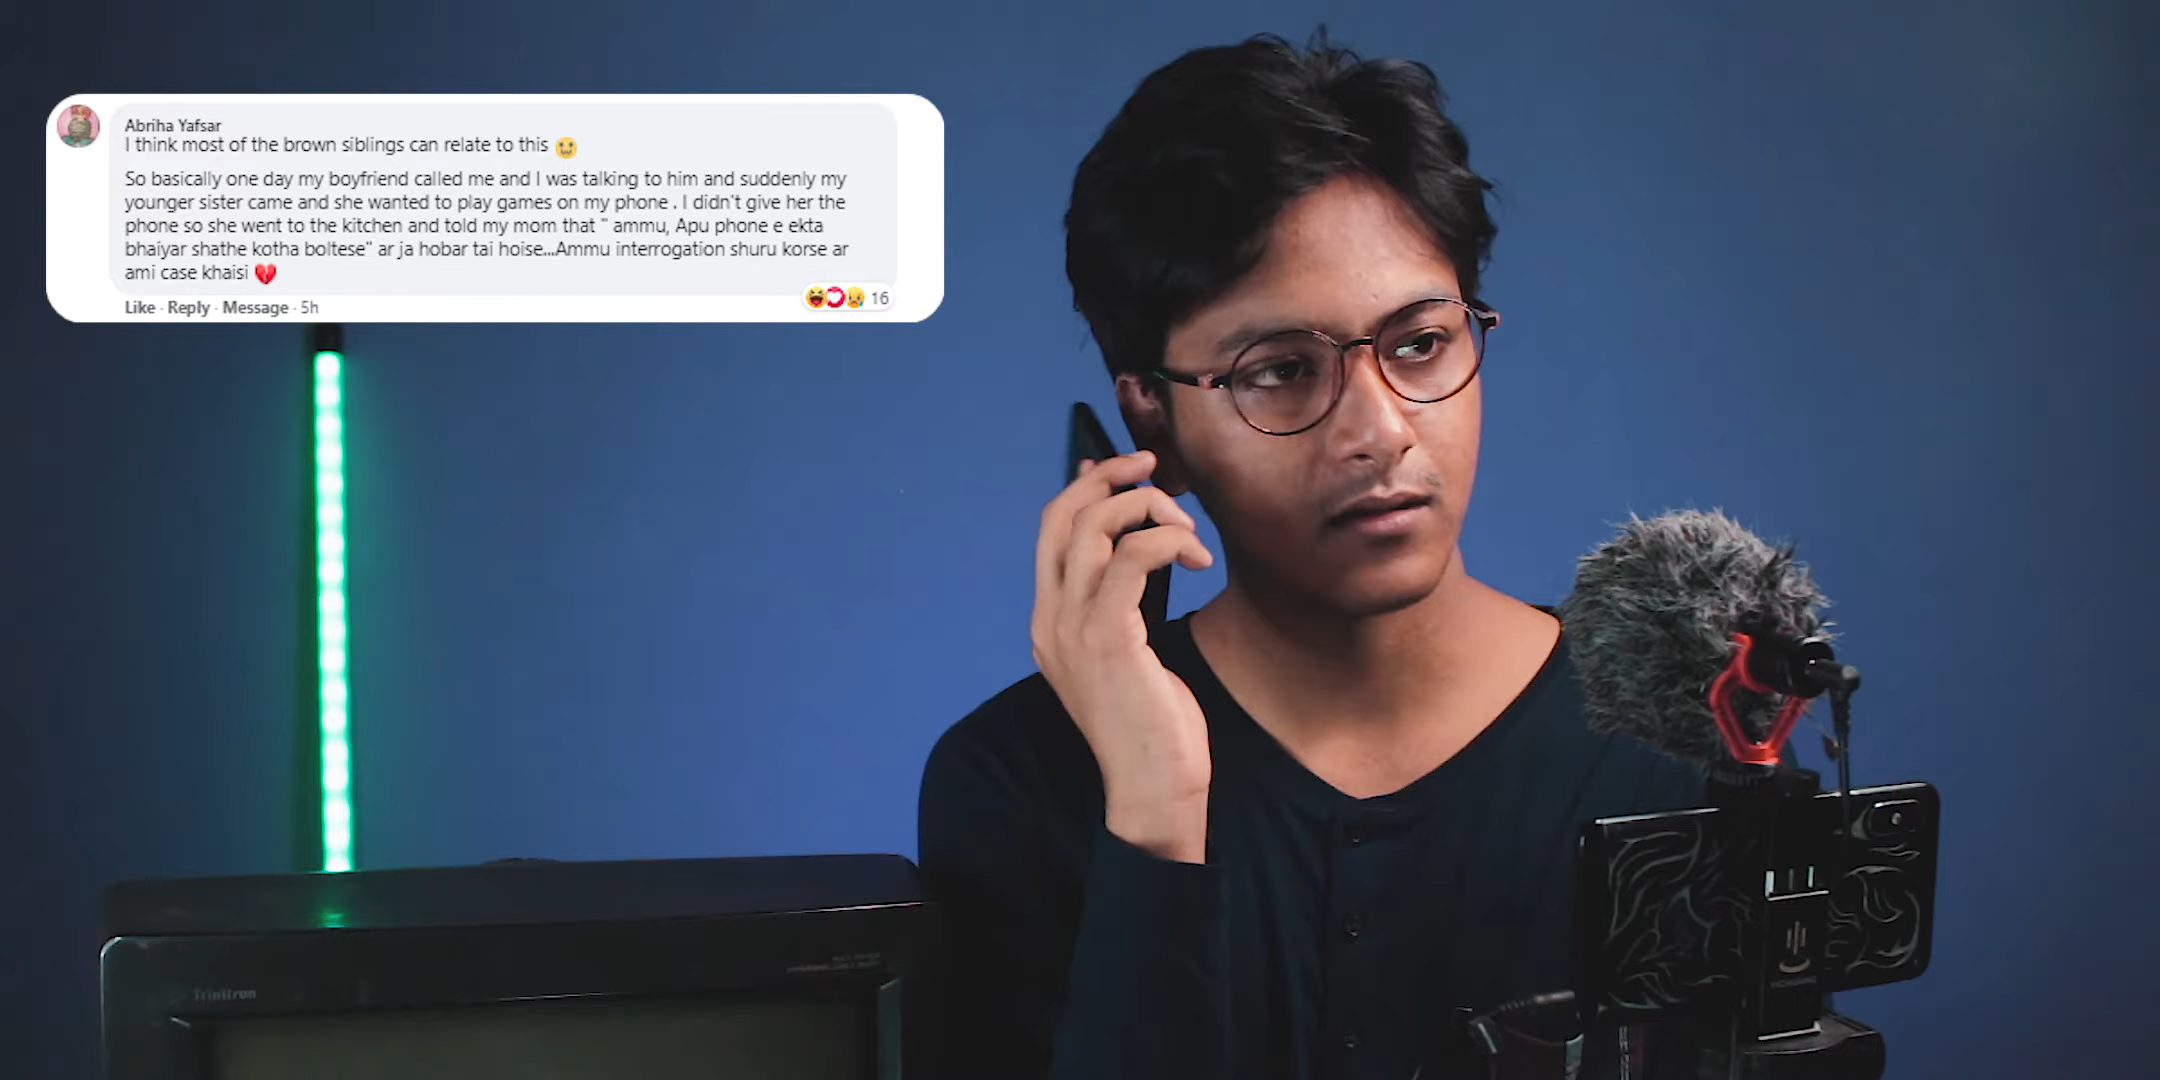 Abriha Yafsar
I think most of the brown siblings can relate to this
So basically one day my boyfriend called me and I was talking to him and suddenly my
younger sister came and she wanted to play games on my phone . I didn't give her the
phone so she went to the kitchen and told my mom that " ammu, Apu phone e ekta
bhaiyar shathe kotha boltese" ar ja hobar tai hoise...Ammu interrogation shuru korse ar
ami case khaisi
16
Like · Reply · Message · 5h
Trinitron